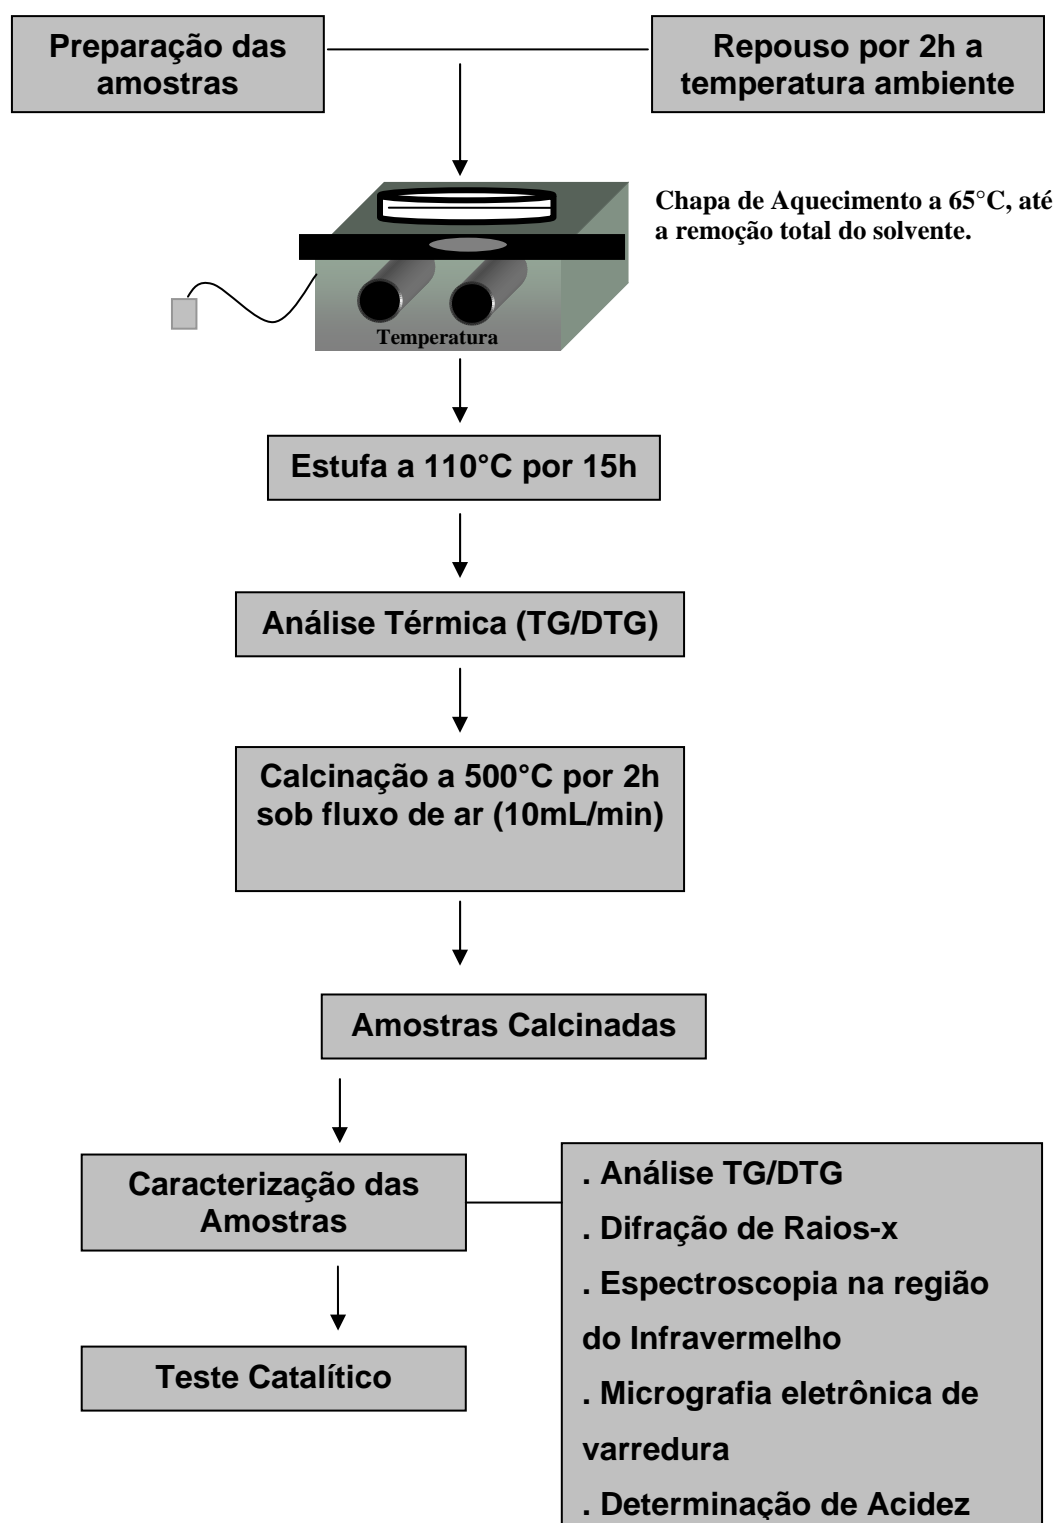 Preparação das
amostras
Repouso por 2h a
temperatura ambiente
Chapa de Aquecimento a 65°C, até
a remoção total do solvente.
Temperatura
Estufa a 110°C por 15h
Análise Térmica (TG/DTG)
Calcinação a 500°C por 2h
sob fluxo de ar (10mL/min)
Amostras Calcinadas
Caracterização das
Amostras
. Análise TG/DTG
. Difração de Raios-x
. Espectroscopia na região
do Infravermelho
. Micrografia eletrônica de
varredura
. Determinação de Acidez
Teste Catalítico